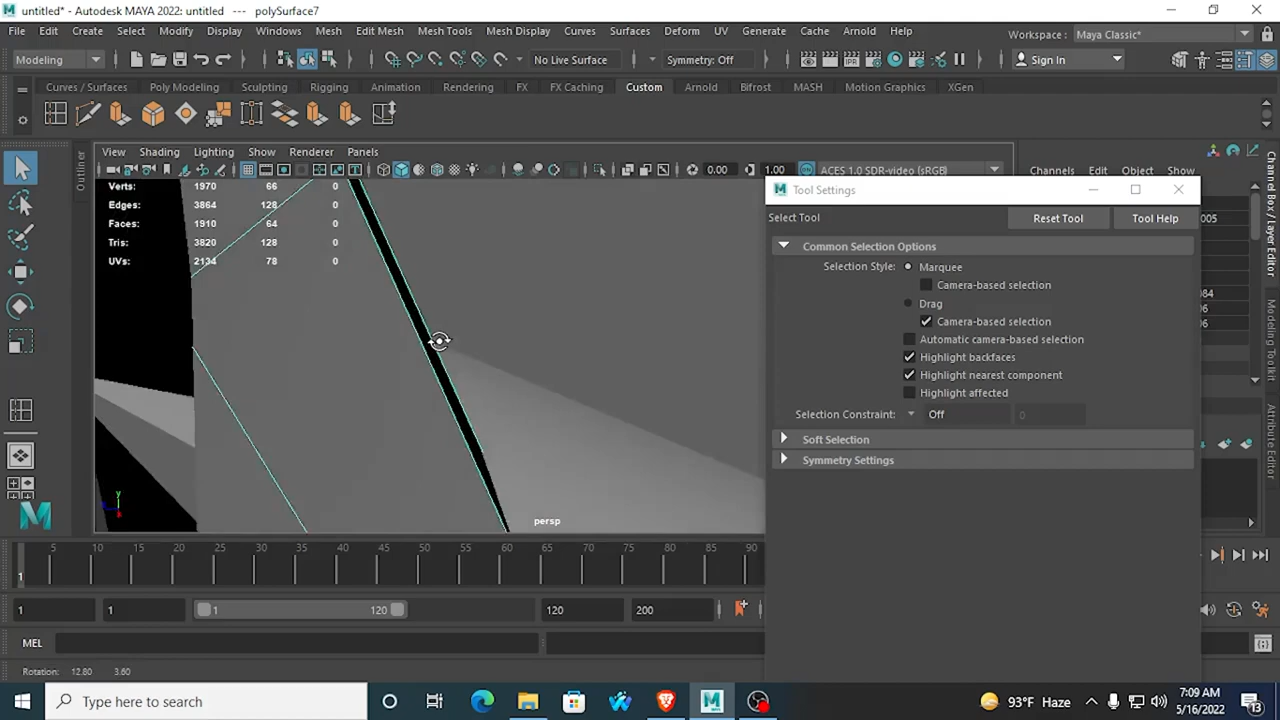 untitled* - Autodesk MAYA 2022: untitled --- polySurface7
File Edit Create Select Modify Display Windows Mesh Edit Mesh Mesh Tools Mesh Display Curves Surfaces Deform UV Generate Cache Arnold Help
Workspace : Maya Classic*
Modeling No Live Surface Symmetry: Off Sign In
Curves / Surfaces Poly Modeling Sculpting Rigging Animation Rendering FX FX Caching Custom Arnold Bifrost MASH Motion Graphics XGen
Outliner
View Shading Lighting Show Renderer Panels
Channels Edit Object Show
0.00 1.00 ACES 1.0 SDR-video (sRGB)
Channel Box / Layer Editor
Modeling Toolkit
Attribute Editor
Verts: 1970 66 0
Edges: 3864 128 0
Faces: 1910 64 0
Tris: 3820 128 0
UVs: 2134 78 0
Tool Settings
Select Tool Reset Tool Tool Help
Common Selection Options
Selection Style: Marquee
Camera-based selection
Drag
Camera-based selection
Automatic camera-based selection
Highlight backfaces
Highlight nearest component
Highlight affected
Selection Constraint: Off 0
Soft Selection
Symmetry Settings
005
84
06
06
y
persp
5 10 15 20 25 30 35 40 45 50 55 60 65 70 75 80 85 90
1
1 1 1 120 120 200
MEL
Rotation: 12.80 3.60
Type here to search
93°F Haze
7:09 AM
5/16/2022
13